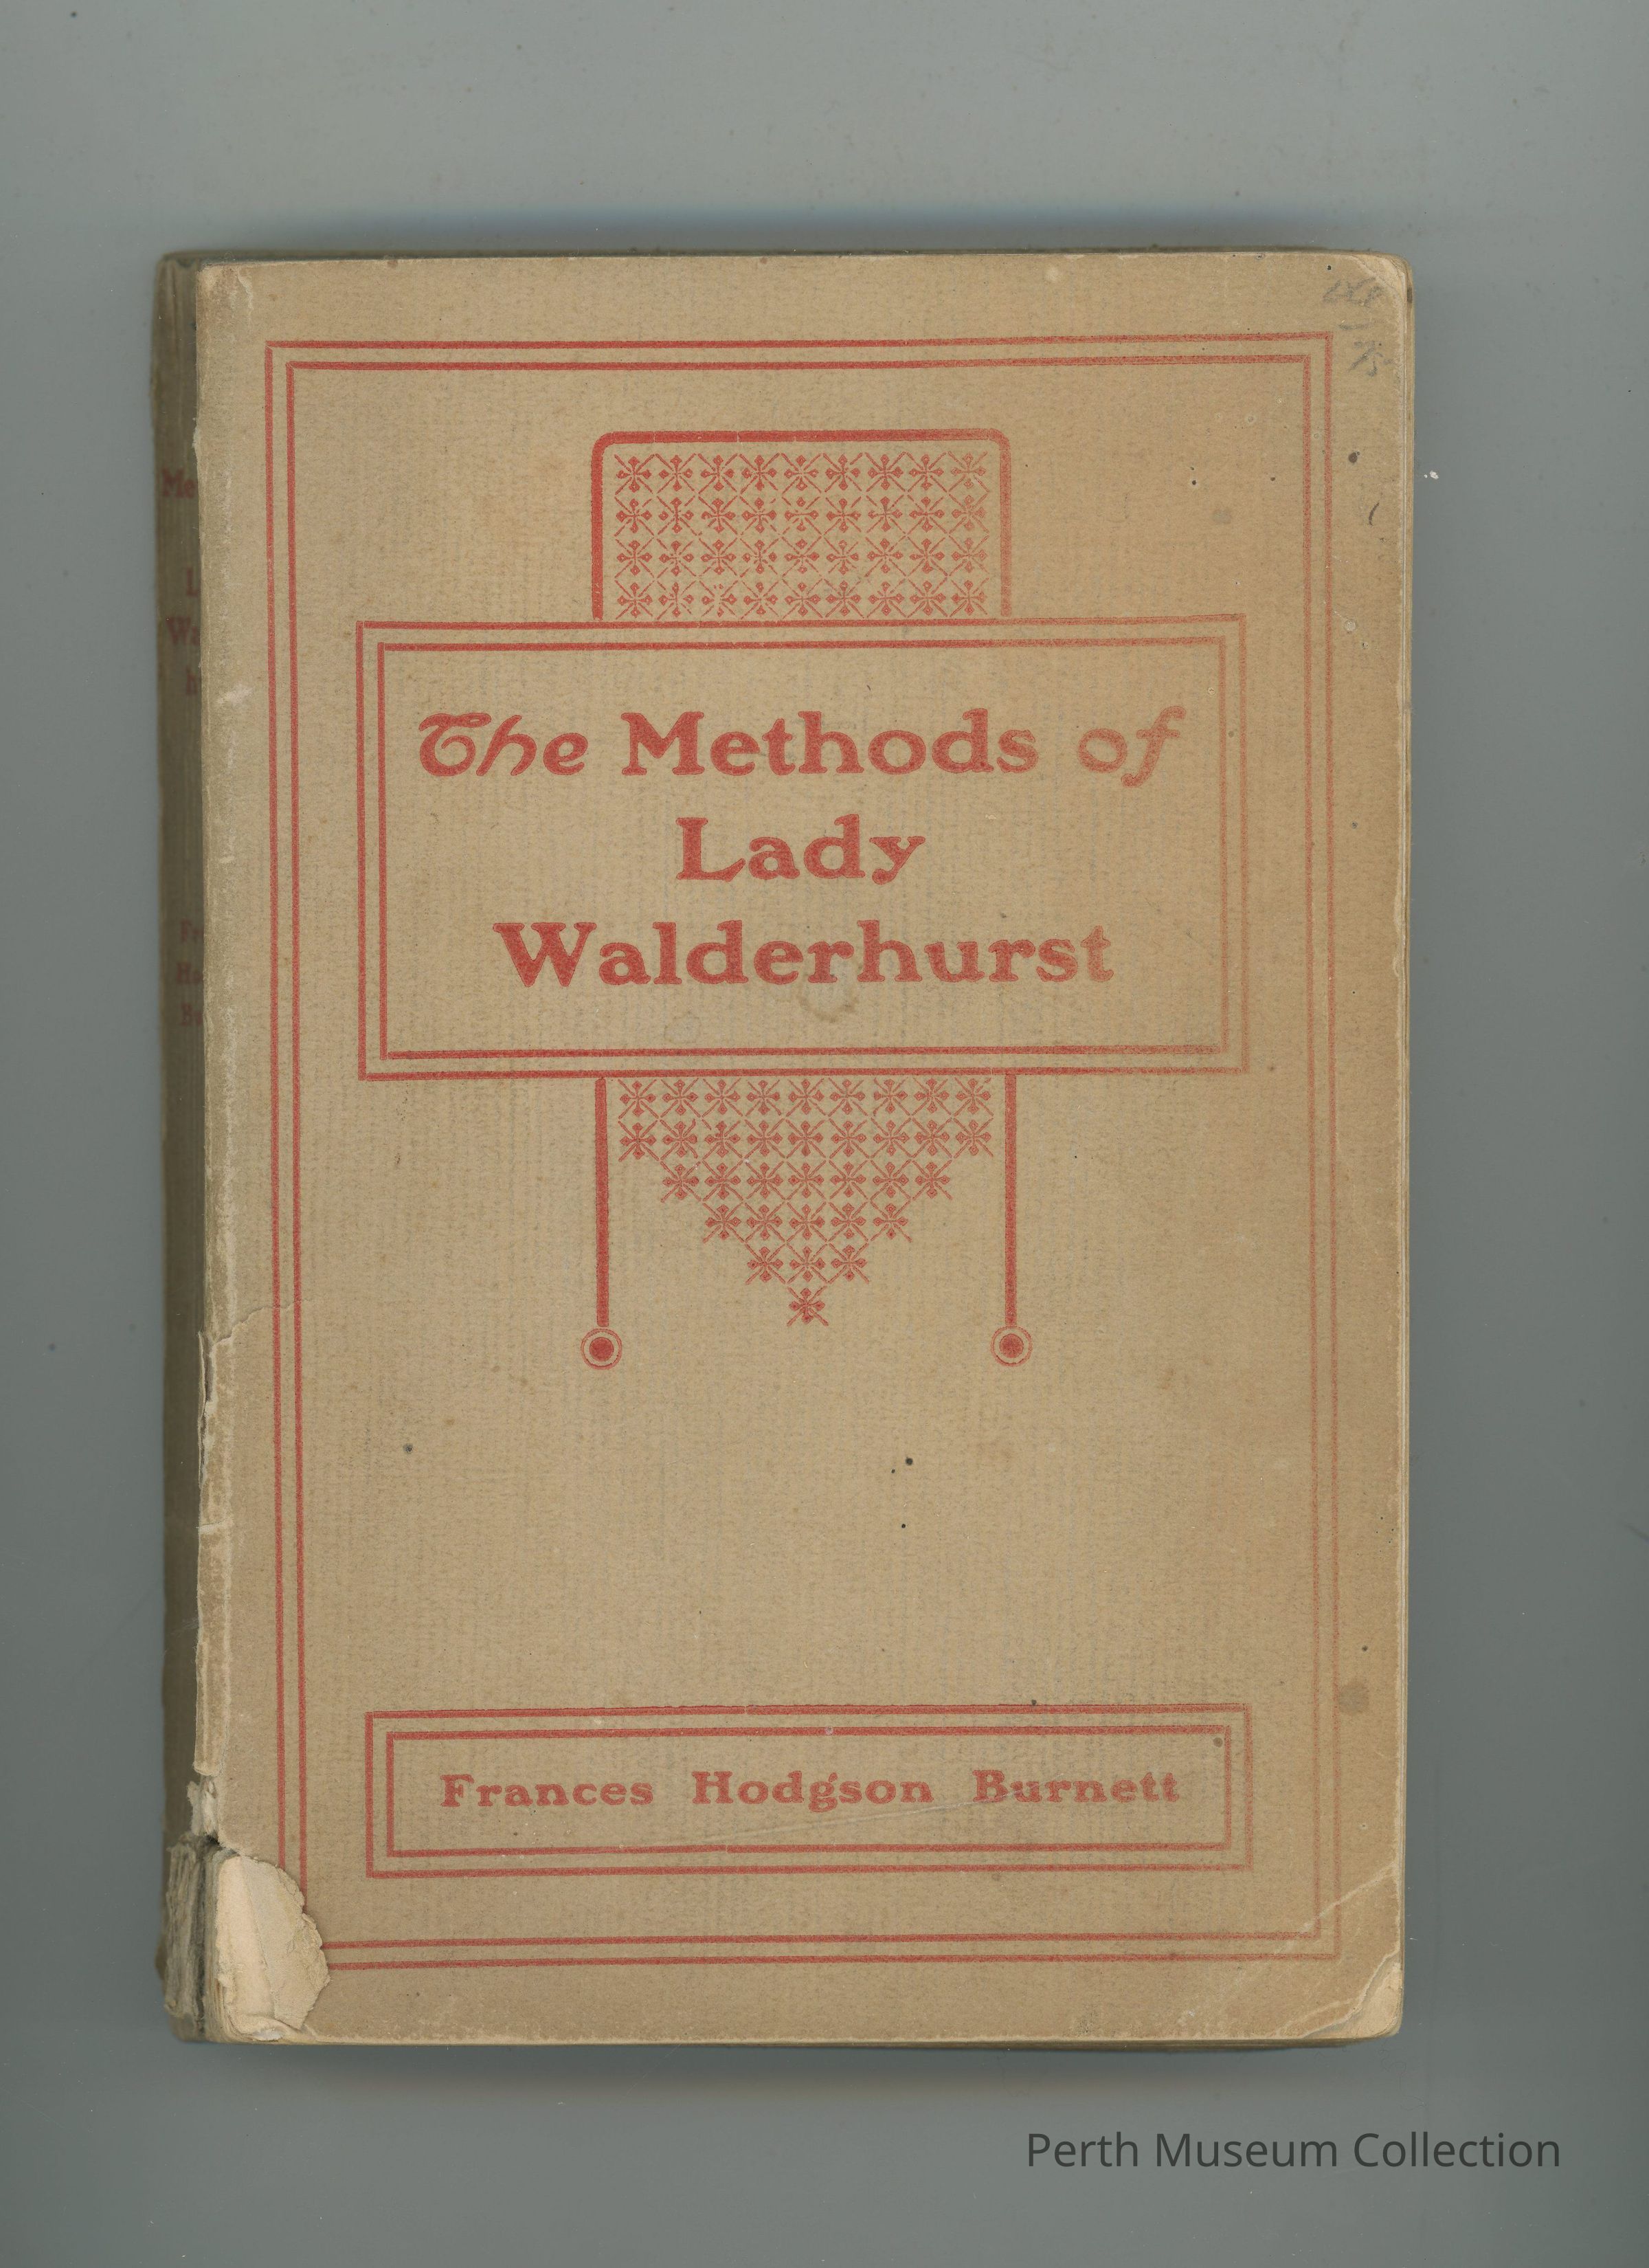 The Methods of
Lady
Walderhurst
Frances Hodgson Burnett
Perth Museum Collection